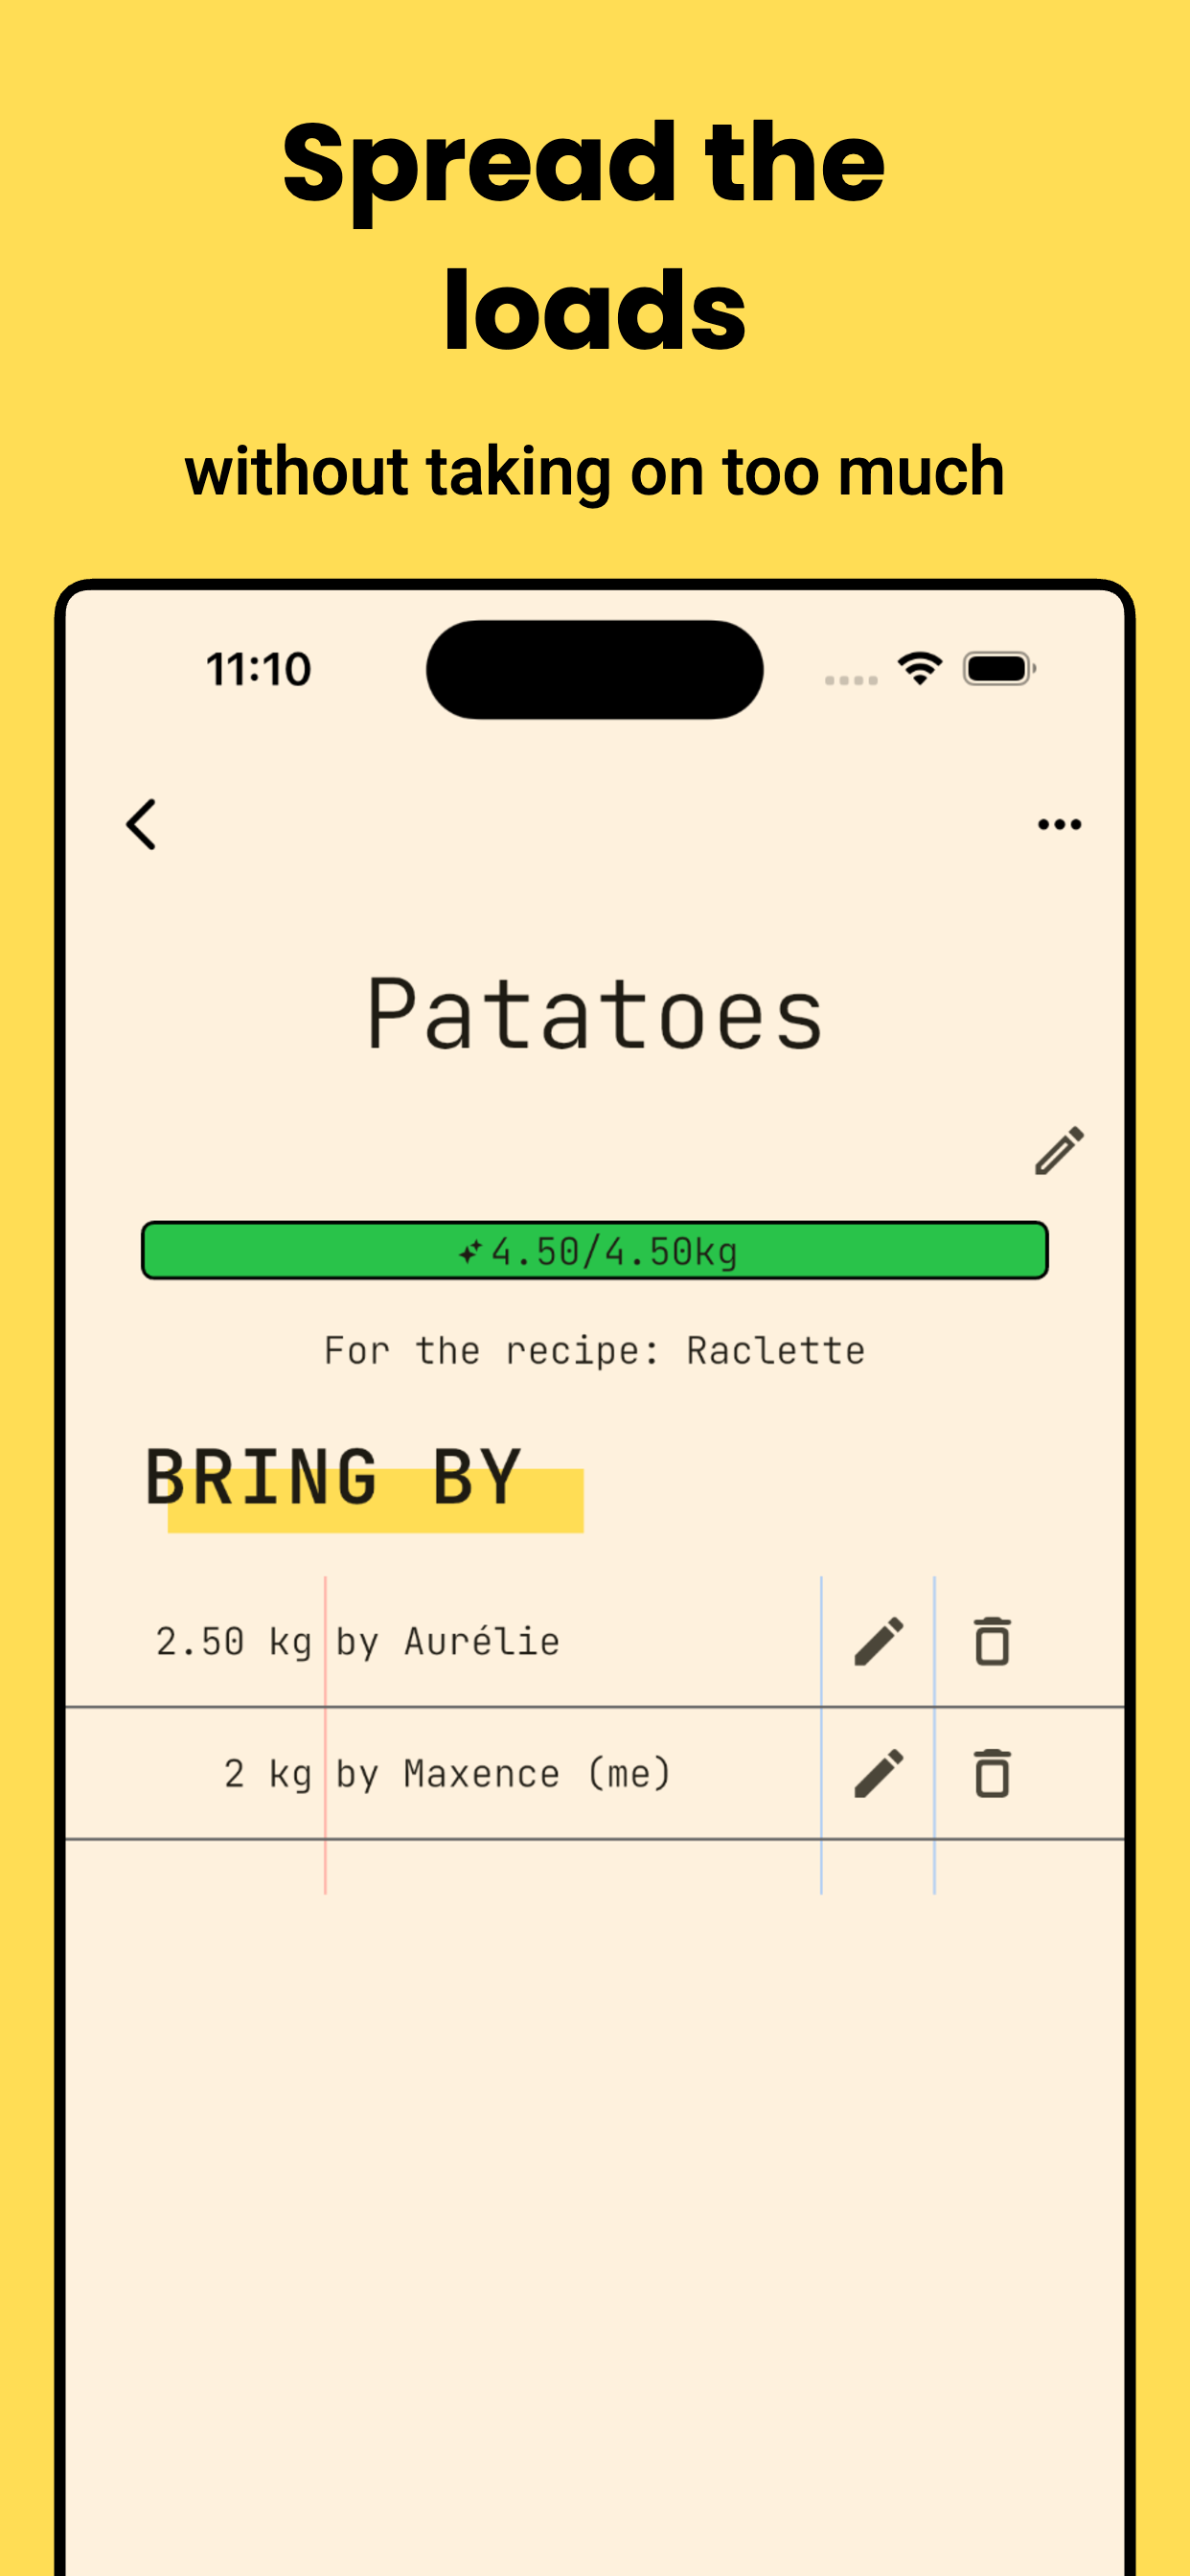 Spread the
loads
without taking on too much
11:10
Patatoes
4.50/4.50kg
For the recipe: Raclette
BRING BY
2.50 kg by Aurélie
2 kg by Maxence (me)